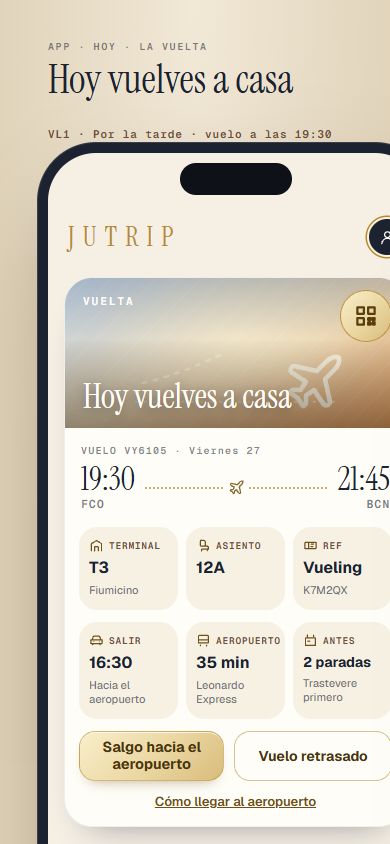 APP · HOY · LA VUELTA
Hoy vuelves a casa
VL1 · Por la tarde · vuelo a las 19:30
JUTRIP
VUELTA
Hoy vuelves a casa
VUELO VY6105 · Viernes 27
19:30 21:45
FCO BCN
TERMINAL ASIENTO REF
T3 12A Vueling
Fiumicino K7M2QX
SALIR AEROPUERTO ANTES
16:30 35 min 2 paradas
Hacia el Leonardo Trastevere
aeropuerto Express primero
Salgo hacia el
aeropuerto
Vuelo retrasado
Cómo llegar al aeropuerto